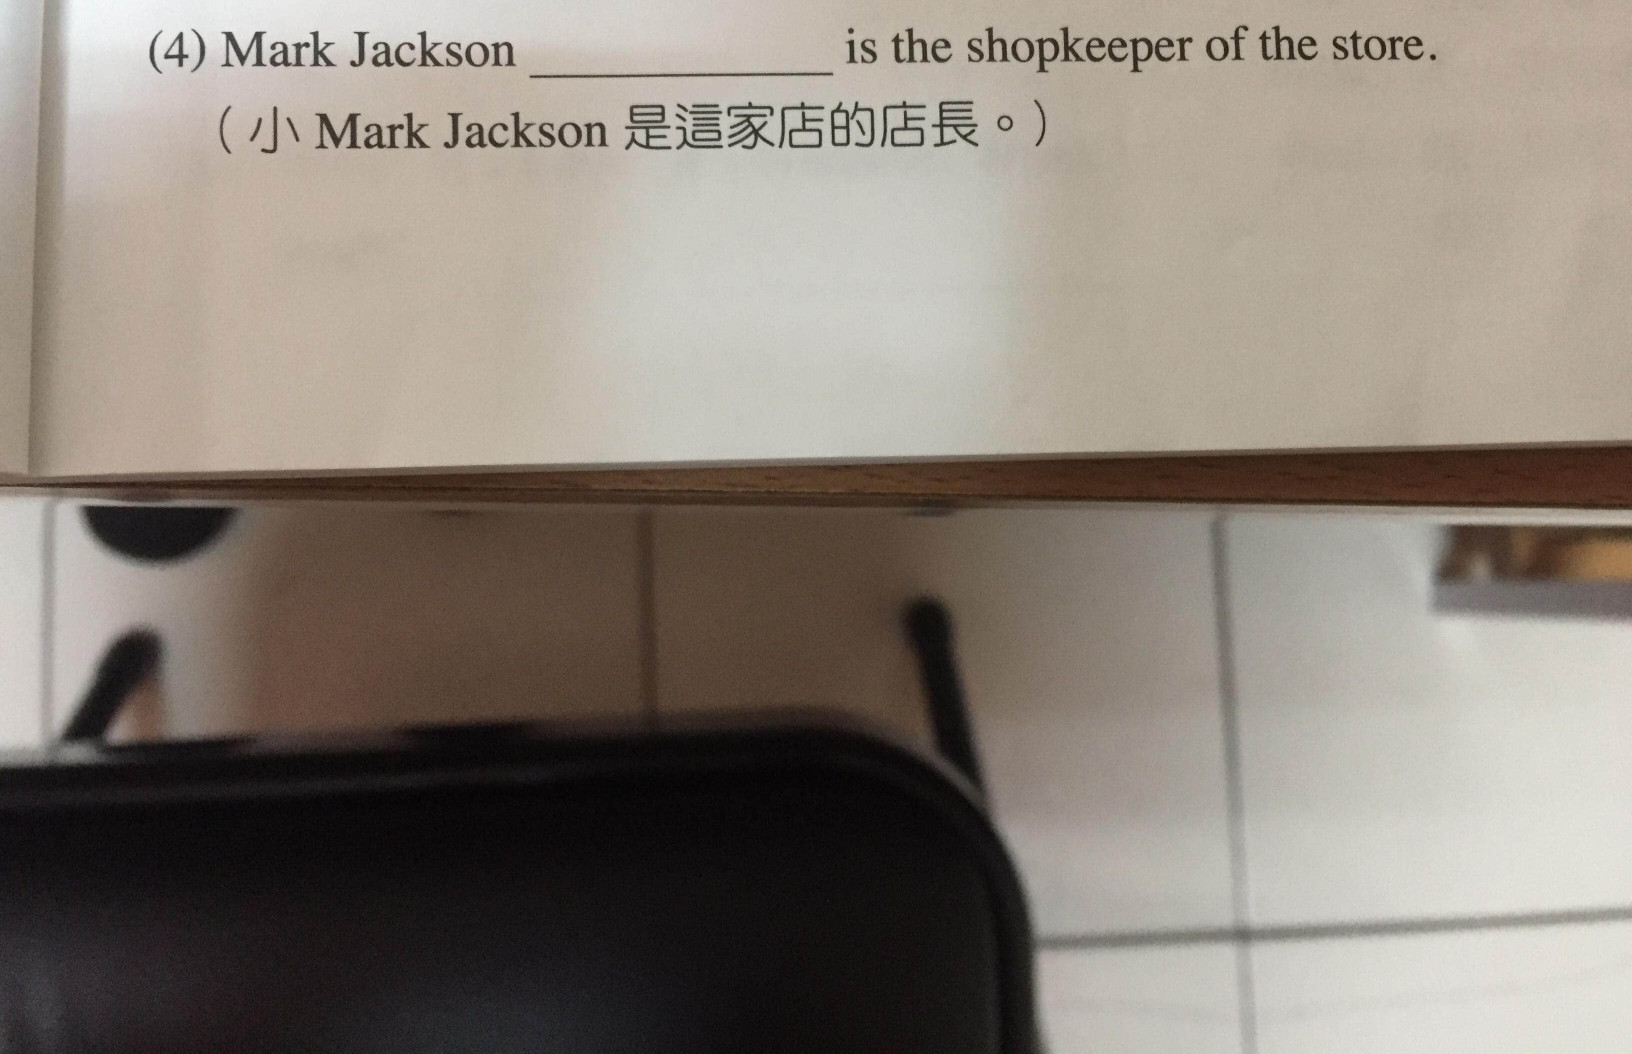 (4) Mark Jackson ____________ is the shopkeeper of the store.
（小 Mark Jackson 是這家店的店長。）